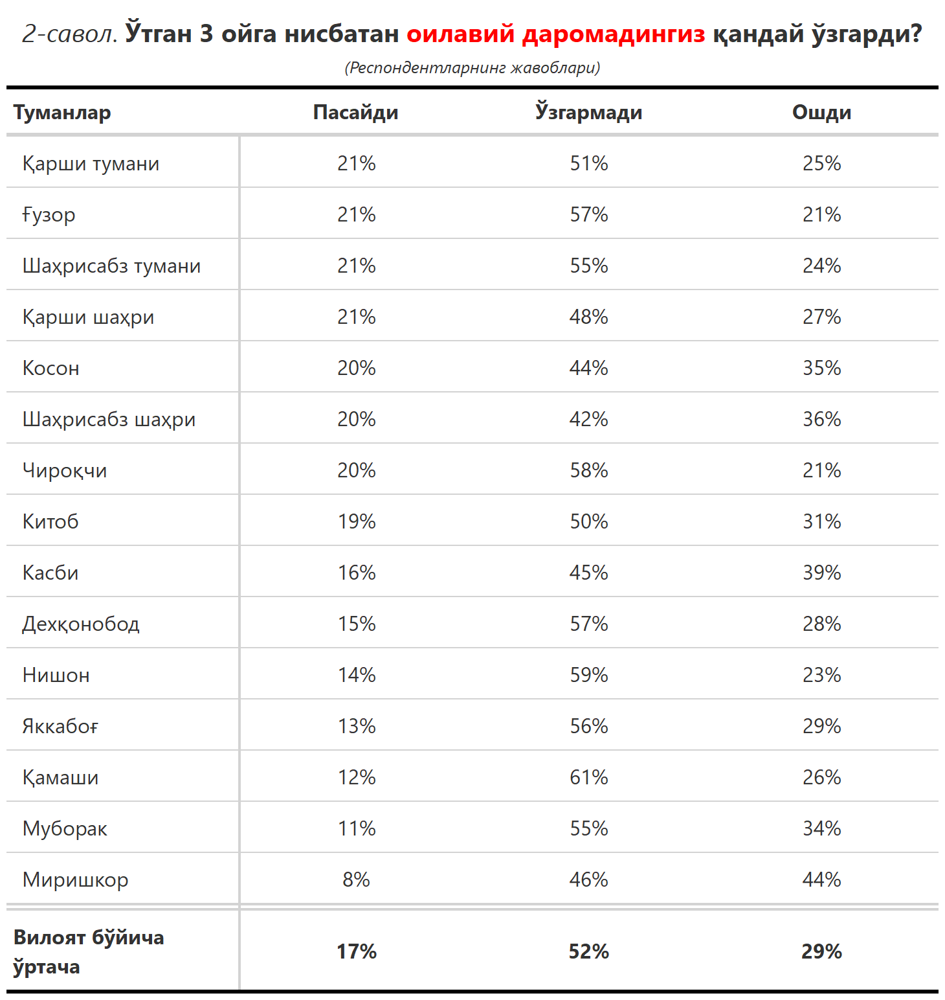 2-савол. Ўтган 3 ойга нисбатан оилавий даромадингиз қандай ўзгарди?
(Респондентларнинг жавоблари)
Туманлар Пасайди Ўзгармади Ошди
Қарши тумани 21% 51% 25%
Ғузор 21% 57% 21%
Шаҳрисабз тумани 21% 55% 24%
Қарши шаҳри 21% 48% 27%
Косон 20% 44% 35%
Шаҳрисабз шаҳри 20% 42% 36%
Чироқчи 20% 58% 21%
Китоб 19% 50% 31%
Касби 16% 45% 39%
Дехқонобод 15% 57% 28%
Нишон 14% 59% 23%
Яккабоғ 13% 56% 29%
Қамаши 12% 61% 26%
Муборак 11% 55% 34%
Миришкор 8% 46% 44%
Вилоят бўйича
ўртача 17% 52% 29%